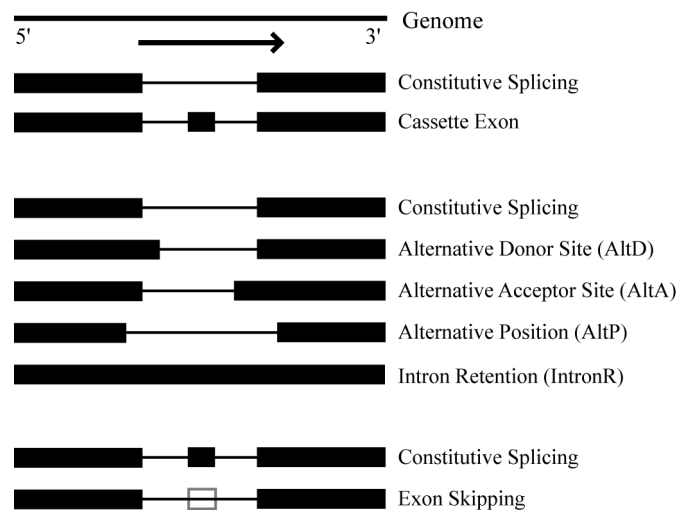 Genome
5' 3'
Constitutive Splicing
Cassette Exon
Constitutive Splicing
Alternative Donor Site (AltD)
Alternative Acceptor Site (AltA)
Alternative Position (AltP)
Intron Retention (IntronR)
Constitutive Splicing
Exon Skipping